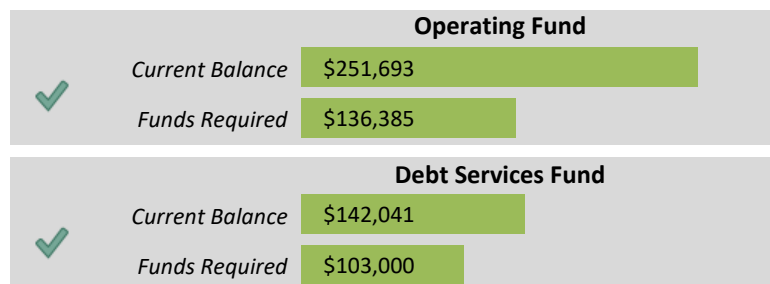 Operating Fund
Current Balance $251,693
Funds Required $136,385
Debt Services Fund
Current Balance $142,041
Funds Required $103,000